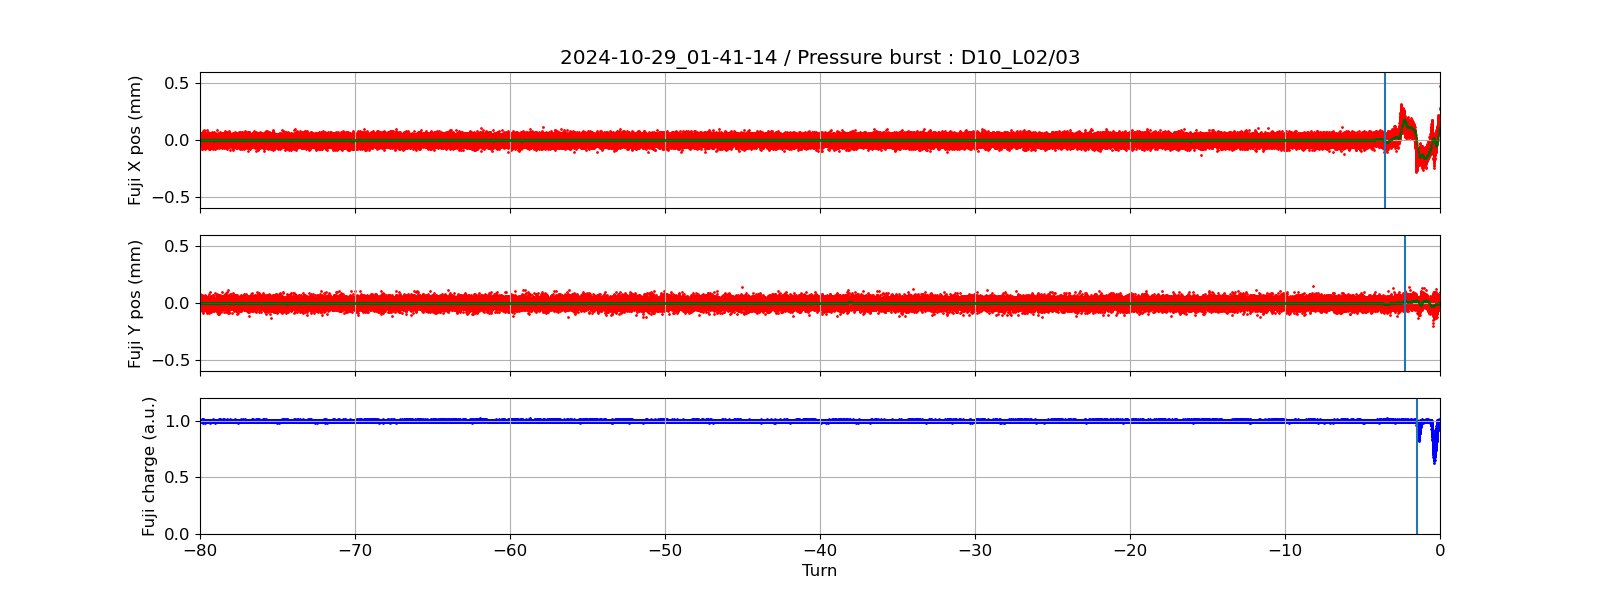 2024-10-29_01-41-14 / Pressure burst : D10_L02/03
Fuji X pos (mm)
0.5
0.0
−0.5
Fuji Y pos (mm)
0.5
0.0
−0.5
Fuji charge (a.u.)
1.0
0.5
0.0
−80 −70 −60 −50 −40 −30 −20 −10 0
Turn